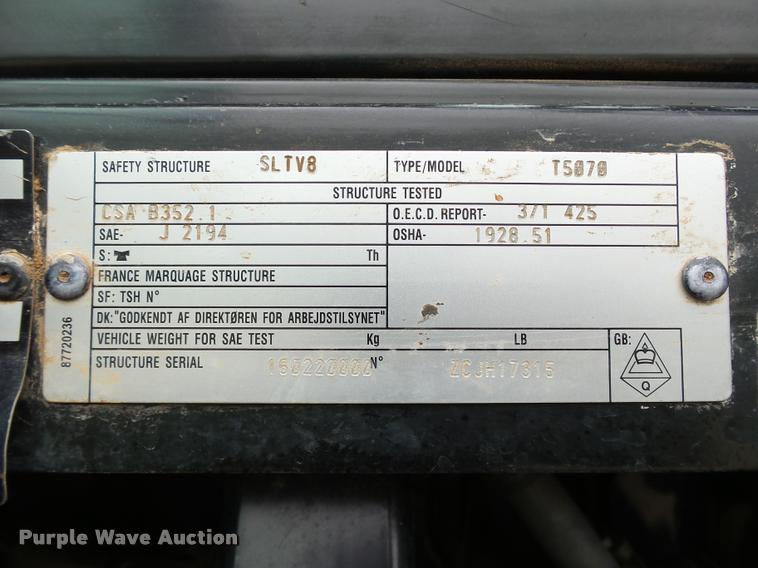 SAFETY STRUCTURE SLTV8 TYPE/MODEL T5070
STRUCTURE TESTED
CSA B352.1 O.E.C.D. REPORT- 3/1 425
SAE- J 2194 OSHA- 1928.51
S: Th
FRANCE MARQUAGE STRUCTURE
SF: TSH N°
DK: "GODKENDT AF DIREKTØREN FOR ARBEJDSTILSYNET"
VEHICLE WEIGHT FOR SAE TEST Kg LB GB:
STRUCTURE SERIAL 150220000 N° ZCJH17315
Q
87720236
Purple Wave Auction